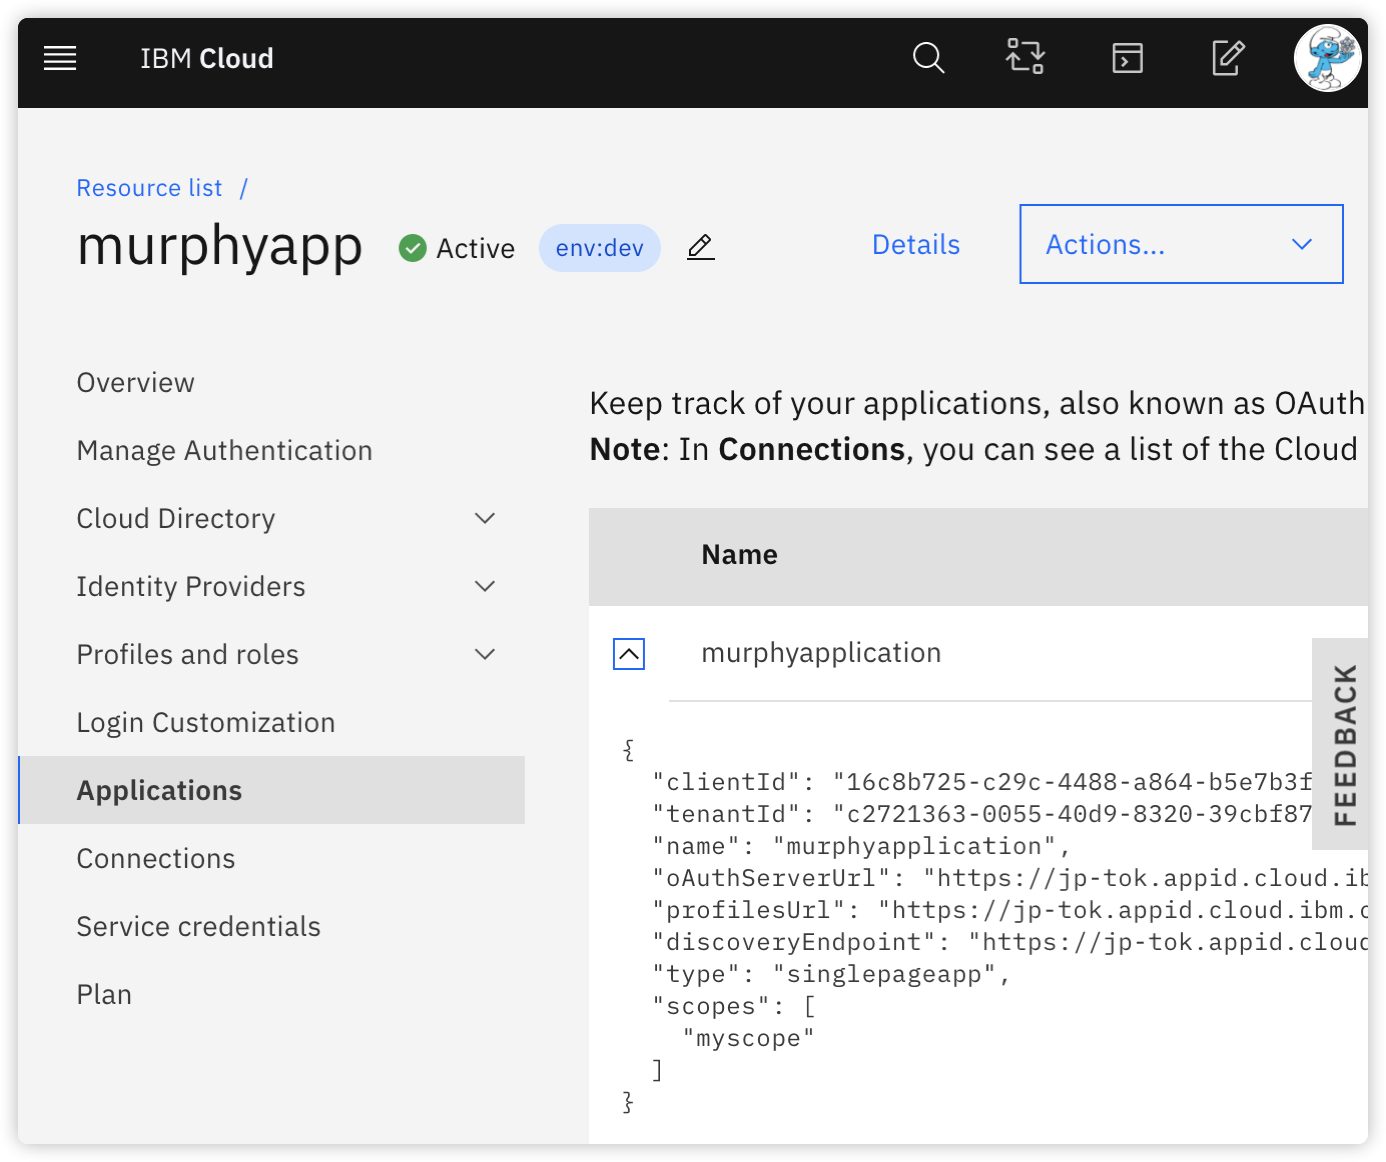 IBM Cloud
Resource list /
murphyapp
Active
env:dev
Details
Actions...
Overview
Manage Authentication
Cloud Directory
Identity Providers
Profiles and roles
Login Customization
Applications
Connections
Service credentials
Plan
Keep track of your applications, also known as OAuth
Note: In Connections, you can see a list of the Cloud
Name
murphyapplication
{
"clientId": "16c8b725-c29c-4488-a864-b5e7b3f
"tenantId": "c2721363-0055-40d9-8320-39cbf87
"name": "murphyapplication",
"oAuthServerUrl": "https://jp-tok.appid.cloud.ib
"profilesUrl": "https://jp-tok.appid.cloud.ibm.c
"discoveryEndpoint": "https://jp-tok.appid.cloud
"type": "singlepageapp",
"scopes": [
"myscope"
]
}
FEEDBACK